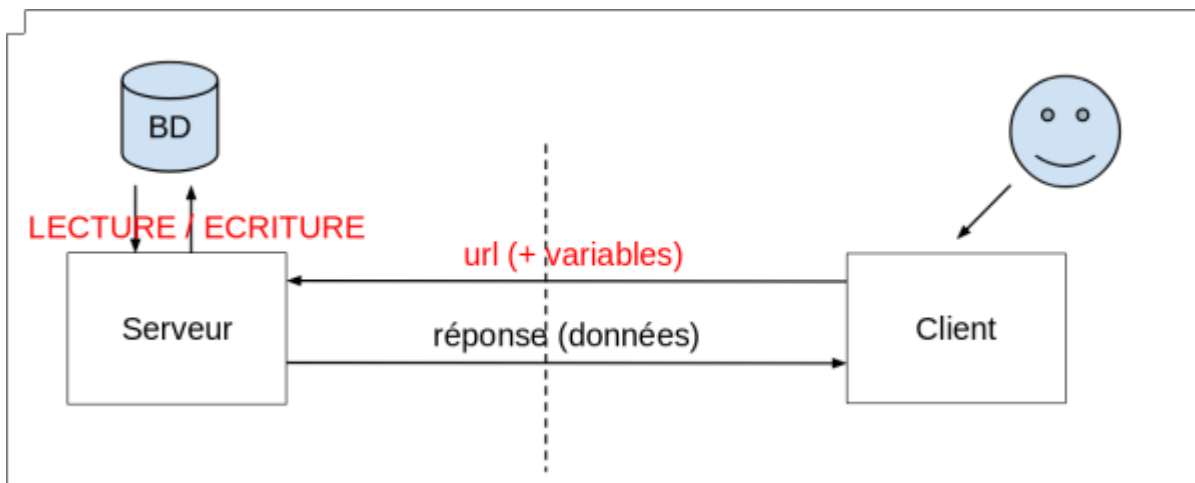 BD
LECTURE / ECRITURE
url (+ variables)
Serveur
réponse (données)
Client